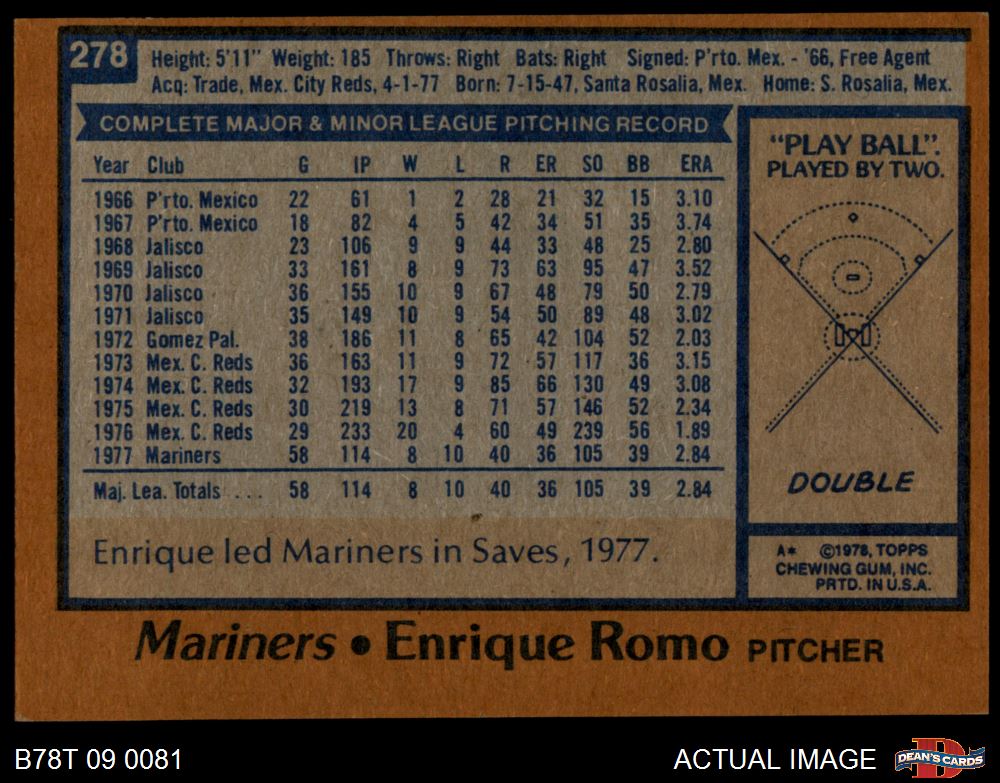 278
Height: 5'11" Weight: 185 Throws: Right Bats: Right Signed: P'rto. Mex. - '66, Free Agent
Acq: Trade, Mex. City Reds, 4-1-77 Born: 7-15-47, Santa Rosalia, Mex. Home: S. Rosalia, Mex.
COMPLETE MAJOR & MINOR LEAGUE PITCHING RECORD
Year Club G IP W L R ER SO BB ERA
1966 P'rto. Mexico 22 61 1 2 28 21 32 15 3.10
1967 P'rto. Mexico 18 82 4 5 42 34 51 35 3.74
1968 Jalisco 23 106 9 9 44 33 48 25 2.80
1969 Jalisco 33 161 8 9 73 63 95 47 3.52
1970 Jalisco 36 155 10 9 67 48 79 50 2.79
1971 Jalisco 35 149 10 9 54 50 89 48 3.02
1972 Gomez Pal. 38 186 11 8 65 42 104 52 2.03
1973 Mex. C. Reds 36 163 11 9 72 57 117 36 3.15
1974 Mex. C. Reds 32 193 17 9 85 66 130 49 3.08
1975 Mex. C. Reds 30 219 13 8 71 57 146 52 2.34
1976 Mex. C. Reds 29 233 20 4 60 49 239 56 1.89
1977 Mariners 58 114 8 10 40 36 105 39 2.84
Maj. Lea. Totals . . . . 58 114 8 10 40 36 105 39 2.84
Enrique led Mariners in Saves, 1977.
"PLAY BALL".
PLAYED BY TWO.
DOUBLE
A* ©1978, TOPPS
CHEWING GUM, INC.
PRTD. IN U.S.A.
Mariners • Enrique Romo PITCHER
B78T 09 0081
ACTUAL IMAGE
D
DEAN'S CARDS